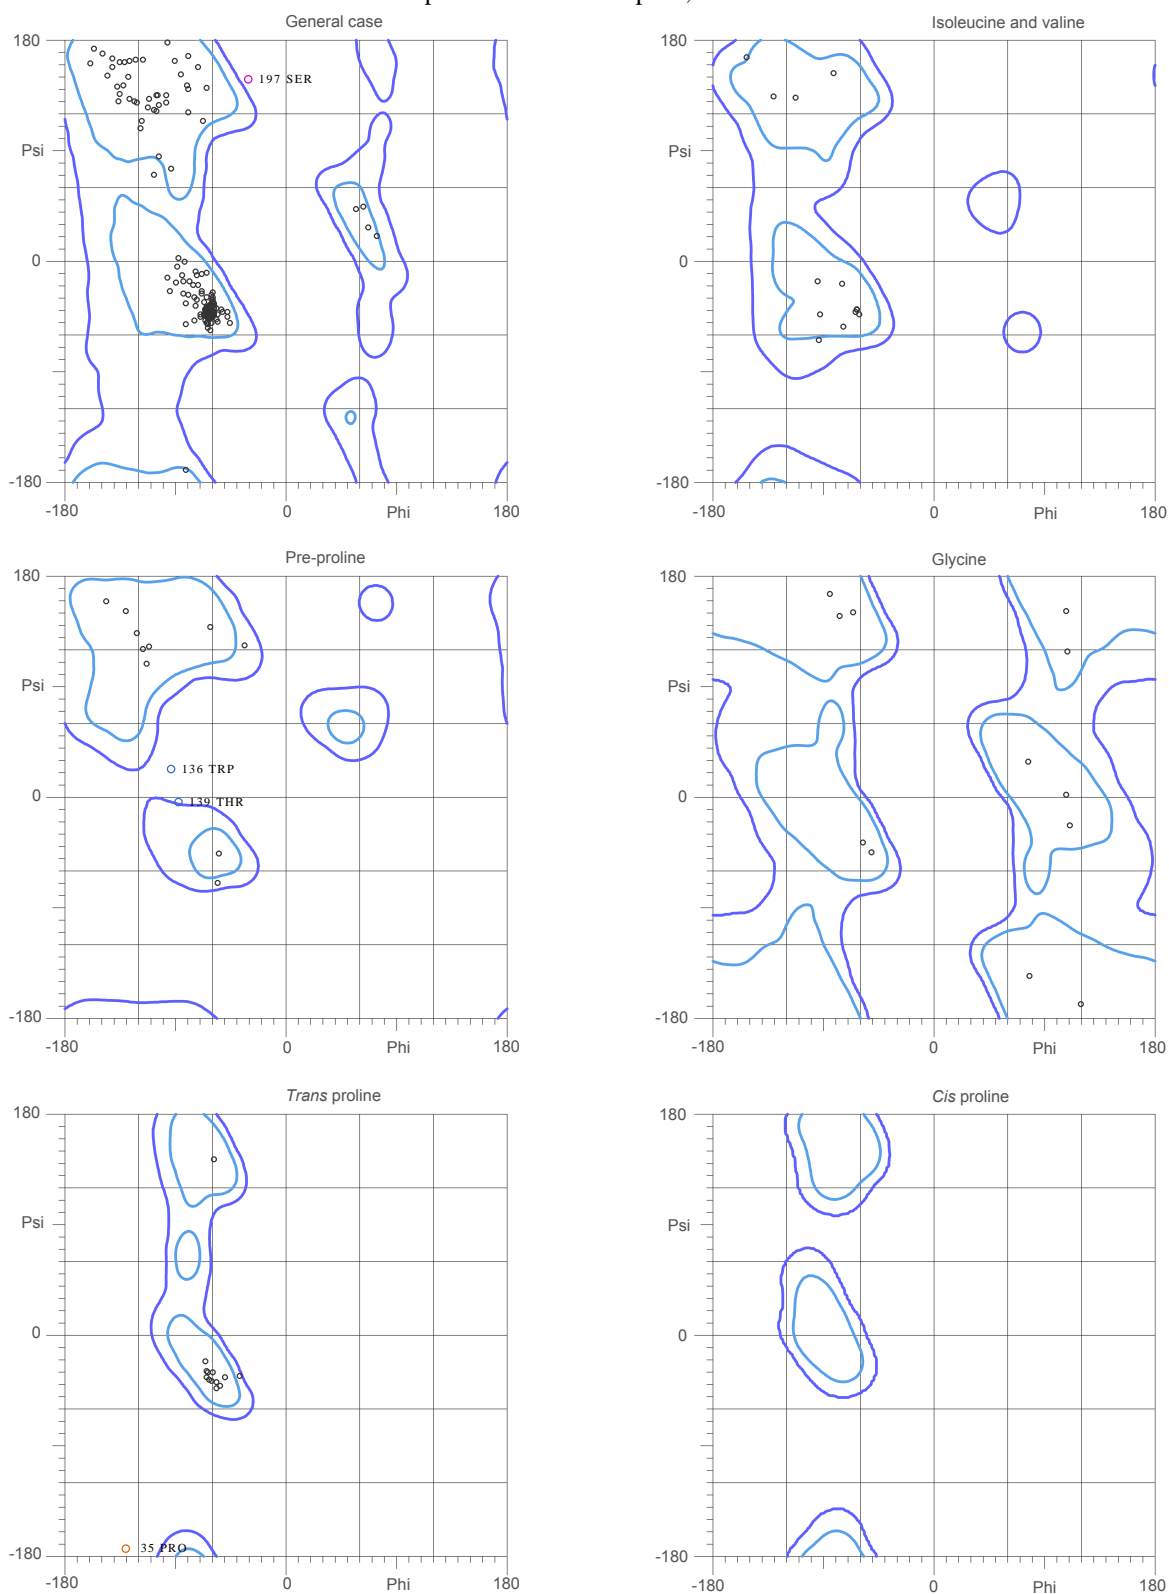 General case
180
197 SER
Psi
0
-180
-180
0
Phi
180
Isoleucine and valine
180
Psi
0
-180
-180
0
Phi
180
Pre-proline
180
Psi
136 TRP
0
139 THR
-180
-180
0
Phi
180
Glycine
180
Psi
0
-180
-180
0
Phi
180
Trans proline
180
Psi
0
35 PRO
-180
-180
0
Phi
180
Cis proline
180
Psi
0
-180
-180
0
Phi
180